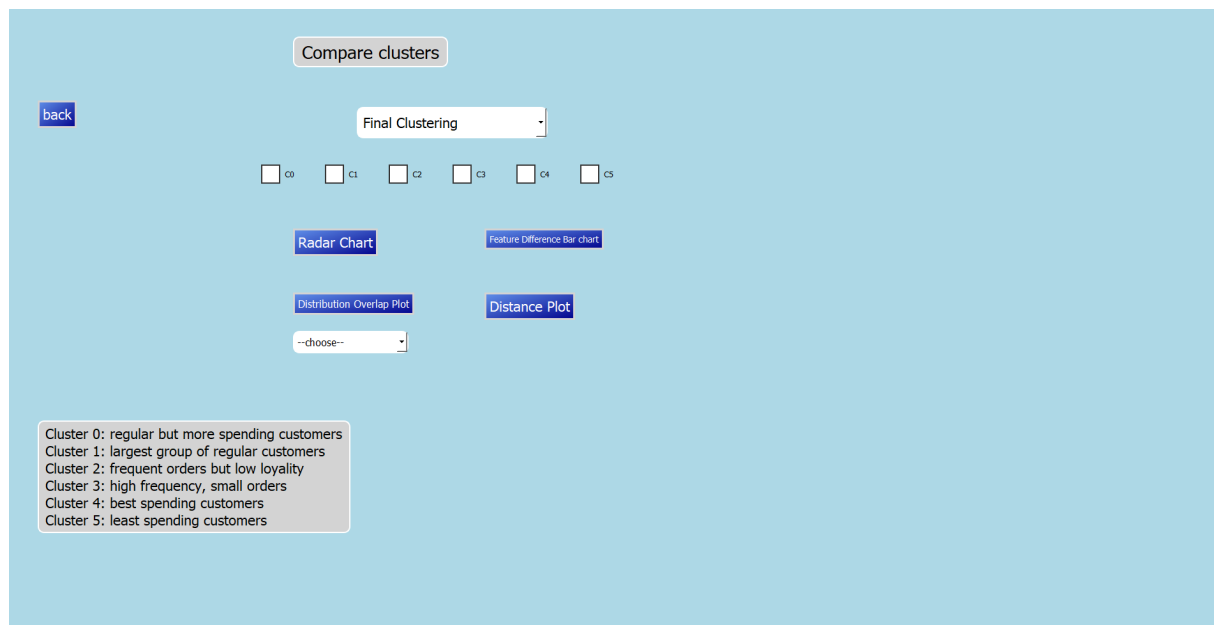 Compare clusters
back
Final Clustering
C0 C1 C2 C3 C4 C5
Radar Chart Feature Difference Bar chart
Distribution Overlap Plot Distance Plot
--choose--
Cluster 0: regular but more spending customers
Cluster 1: largest group of regular customers
Cluster 2: frequent orders but low loyality
Cluster 3: high frequency, small orders
Cluster 4: best spending customers
Cluster 5: least spending customers